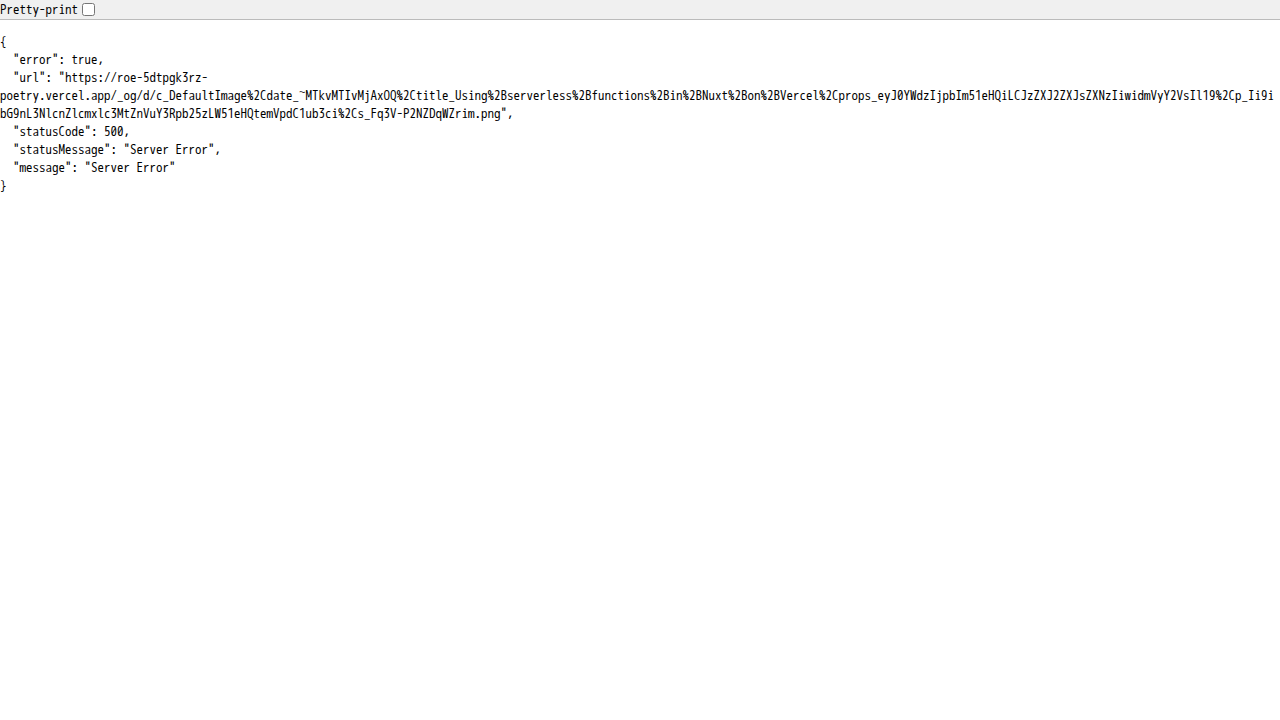 Pretty-print
{
  "error": true,
  "url": "https://roe-5dtpgk3rz-
poetry.vercel.app/_og/d/c_DefaultImage%2Cdate_~MTkvMTIvMjAxOQ%2Ctitle_Using%2Bserverless%2Bfunctions%2Bin%2BNuxt%2Bon%2BVercel%2Cprops_eyJ0YWdzIjpbIm51eHQiLCJzZXJ2ZXJsZXNzIiwidmVyY2VsIl19%2Cp_Ii9i
bG9nL3NlcnZlcmxlc3MtZnVuY3Rpb25zLW51eHQtemVpdC1ub3ci%2Cs_Fq3V-P2NZDqWZrim.png",
  "statusCode": 500,
  "statusMessage": "Server Error",
  "message": "Server Error"
}